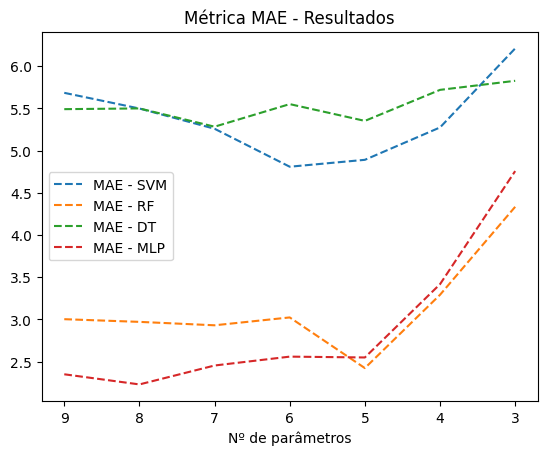 Métrica MAE - Resultados
6.0
5.5
5.0
4.5
4.0
3.5
3.0
2.5
MAE - SVM
MAE - RF
MAE - DT
MAE - MLP
9 8 7 6 5 4 3
Nº de parâmetros